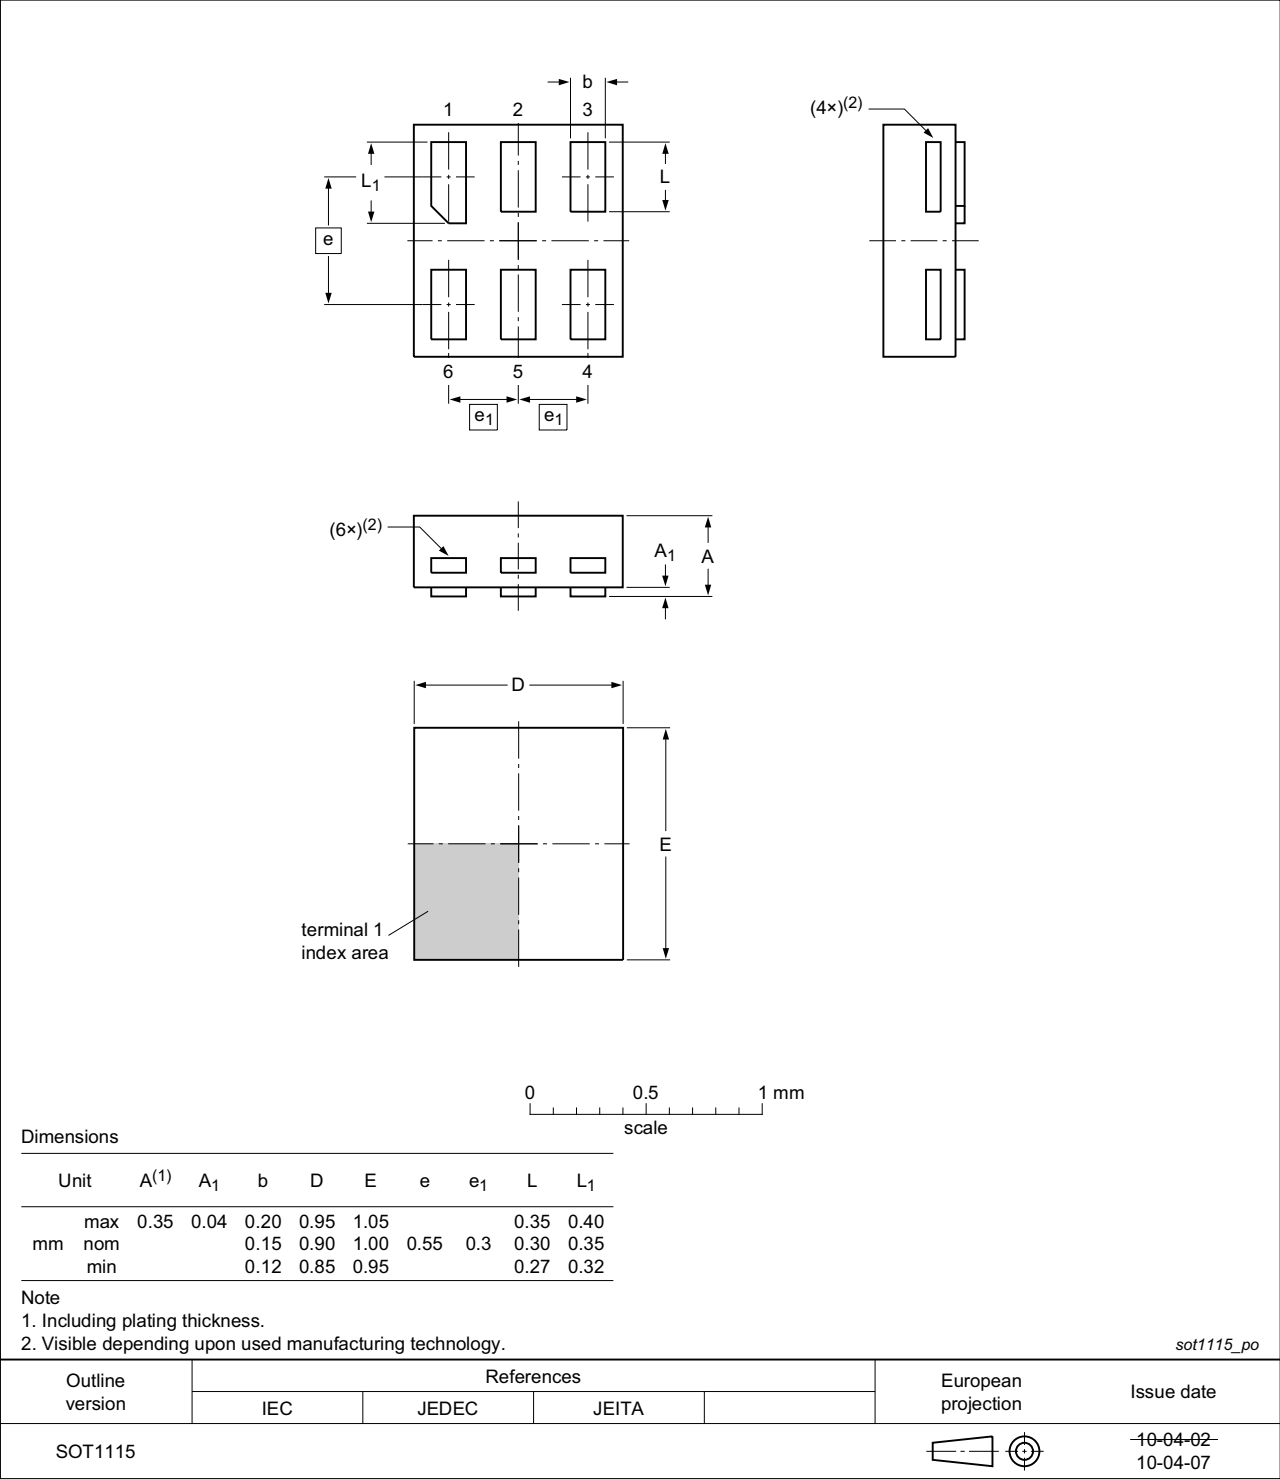 b
(4×)(2)
1 2 3
L1
L
e
6 5 4
e1 e1
(6×)(2)
A1
A
D
E
terminal 1
index area
0 0.5 1 mm
scale
Dimensions
Unit A(1) A1 b D E e e1 L L1
max 0.35 0.04 0.20 0.95 1.05 0.35 0.40
mm nom 0.15 0.90 1.00 0.55 0.3 0.30 0.35
min 0.12 0.85 0.95 0.27 0.32
Note
1. Including plating thickness.
2. Visible depending upon used manufacturing technology.
sot1115_po
Outline
version
References
IEC JEDEC JEITA
European
projection
Issue date
SOT1115
10-04-02
10-04-07